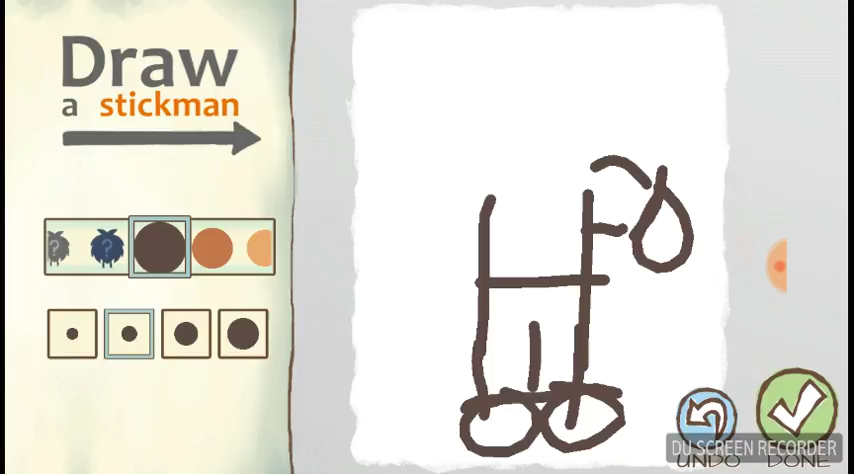 Draw
a stickman
? ?
DU SCREEN RECORDER
UNDO DONE